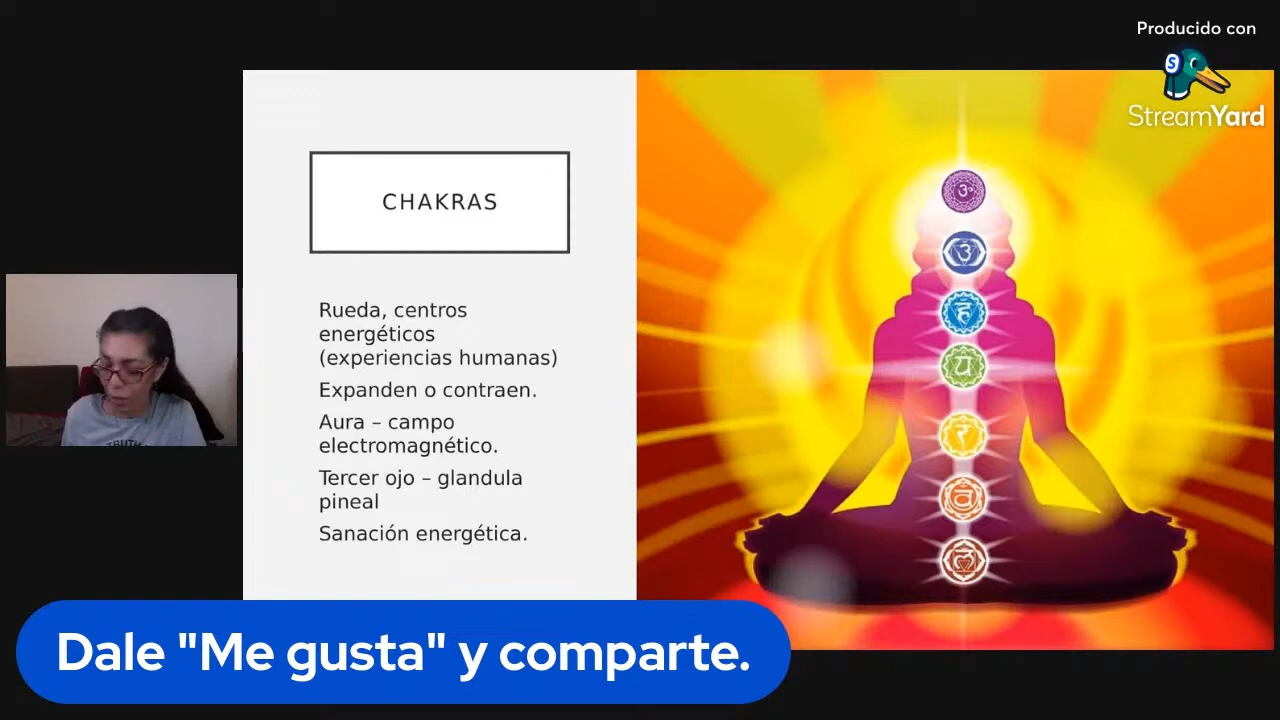 Producido con
StreamYard
CHAKRAS
Rueda, centros
energéticos
(experiencias humanas)
Expanden o contraen.
Aura – campo
electromagnético.
Tercer ojo – glandula
pineal
Sanación energética.
TRUTH
ॐ
ॐ
हं
यं
रं
वं
लं
Dale "Me gusta" y comparte.